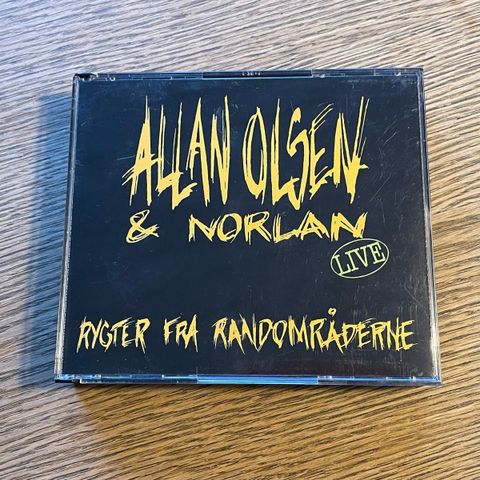 ALLAN OLSEN
& NORLAN
LIVE
RYGTER FRA RANDOMRÅDERNE